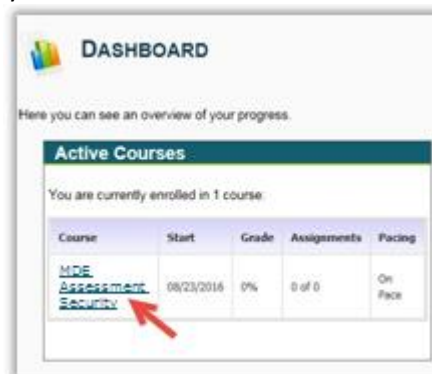 DASHBOARD
Here you can see an overview of your progress.
Active Courses
You are currently enrolled in 1 course:
Course Start Grade Assignments Pacing
MDE
Assessment
Security
08/23/2016 0% 0 of 0 On
Pace